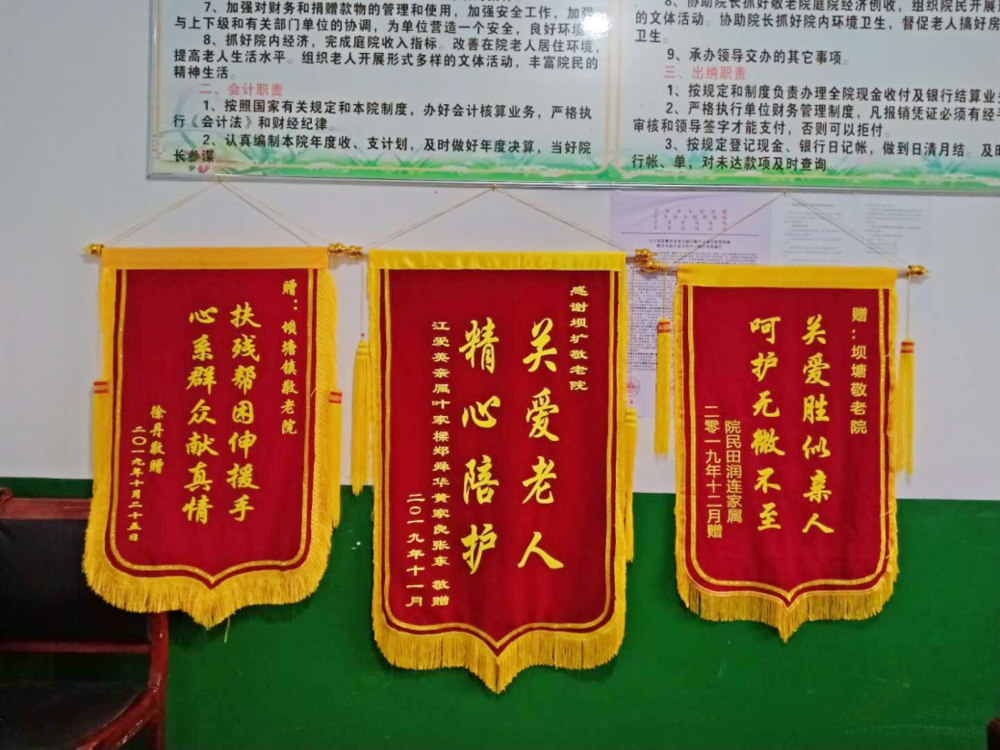 7、加强对财务和捐赠款物的管理和使用,加强安全工作,加强
与上下级和有关部门单位的协调,为单位营造一个安全,良好环境
8、抓好院内经济,完成庭院收入指标。改善在院老人居住环境,
提高老人生活水平。组织老人开展形式多样的文体活动,丰富院民的
精神生活。
二、会计职责
1、按照国家有关规定和本院制度,办好会计核算业务,严格执
行《会计法》和财经纪律。
2、认真编制本院年度收、支计划,及时做好年度决算,当好院
长参谋
8、协助院长抓好敬老院庭院经济创收,组织院民开展
的文体活动。协助院长抓好院内环境卫生,督促老人搞好房
卫生。
9、承办领导交办的其它事项。
三、出纳职责
1、按规定和制度负责办理全院现金收付及银行结算业
2、严格执行单位财务管理制度,凡报销凭证必须有经
审核和领导签字才能支付,否则可以拒付。
3、按规定登记现金、银行日记帐,做到日清月结。及
行帐、单,对未达款项及时查询
赠:坝塘镇敬老院
扶残帮困伸援手
心系群众献真情
徐丹敬赠
二〇一九年十月二十五日
感谢坝扩敬老院
关爱老人
精心陪护
江爱英亲属叶家樑郑舜华黄家良张东 敬赠
二〇一九年十一月
赠:坝塘敬老院
关爱胜似亲人
呵护无微不至
院民田润连家属
二零一九年十二月赠